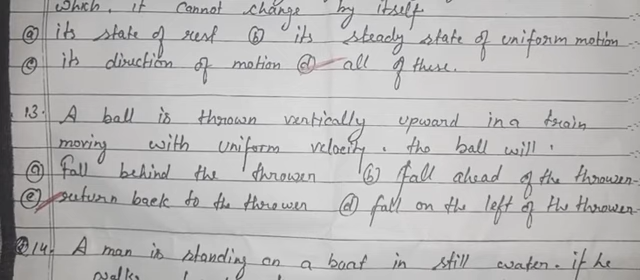 which, it cannot change by itself
(a) its state of rest (b) its steady state of uniform motion
(c) its direction of motion (d) all of these.
13. A ball is thrown vertically upward in a train
moving with uniform velocity. the ball will.
(a) fall behind the thrower (b) fall ahead of the thrower
(c) return back to the thrower (d) fall on the left of the thrower
14. A man is standing on a boat in still water. if he
walks